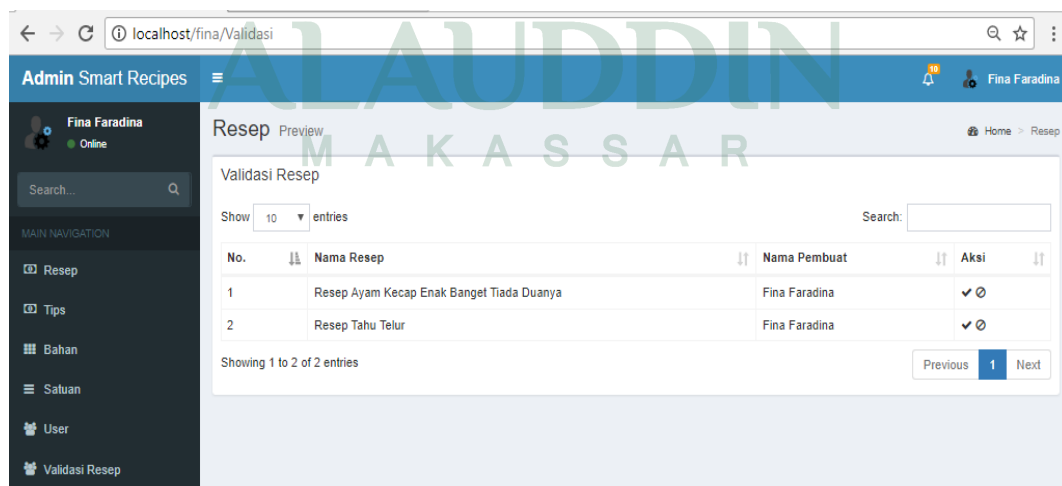 localhost/fina/Validasi
ALAUDDIN
Admin Smart Recipes
10
Fina Faradina
Fina Faradina
Online
Resep Preview
Home > Resep
MAKASSAR
Search...
Validasi Resep
Show 10 entries
Search:
MAIN NAVIGATION
No. Nama Resep Nama Pembuat Aksi
1 Resep Ayam Kecap Enak Banget Tiada Duanya Fina Faradina
2 Resep Tahu Telur Fina Faradina
Showing 1 to 2 of 2 entries
Previous 1 Next
Resep
Tips
Bahan
Satuan
User
Validasi Resep